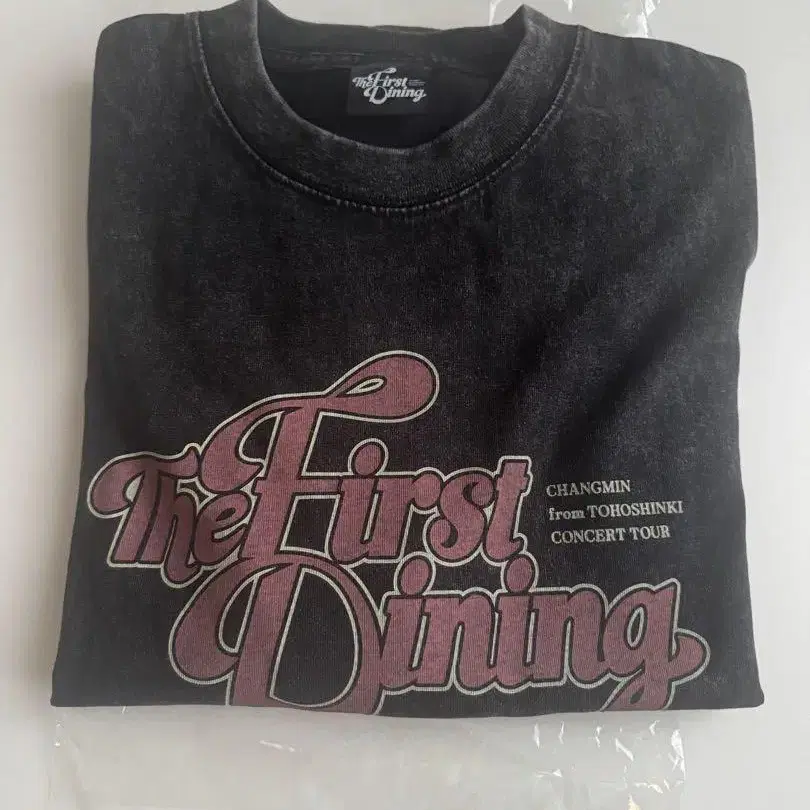 The First
Dining
The First
Dining
CHANGMIN
from TOHOSHINKI
CONCERT TOUR